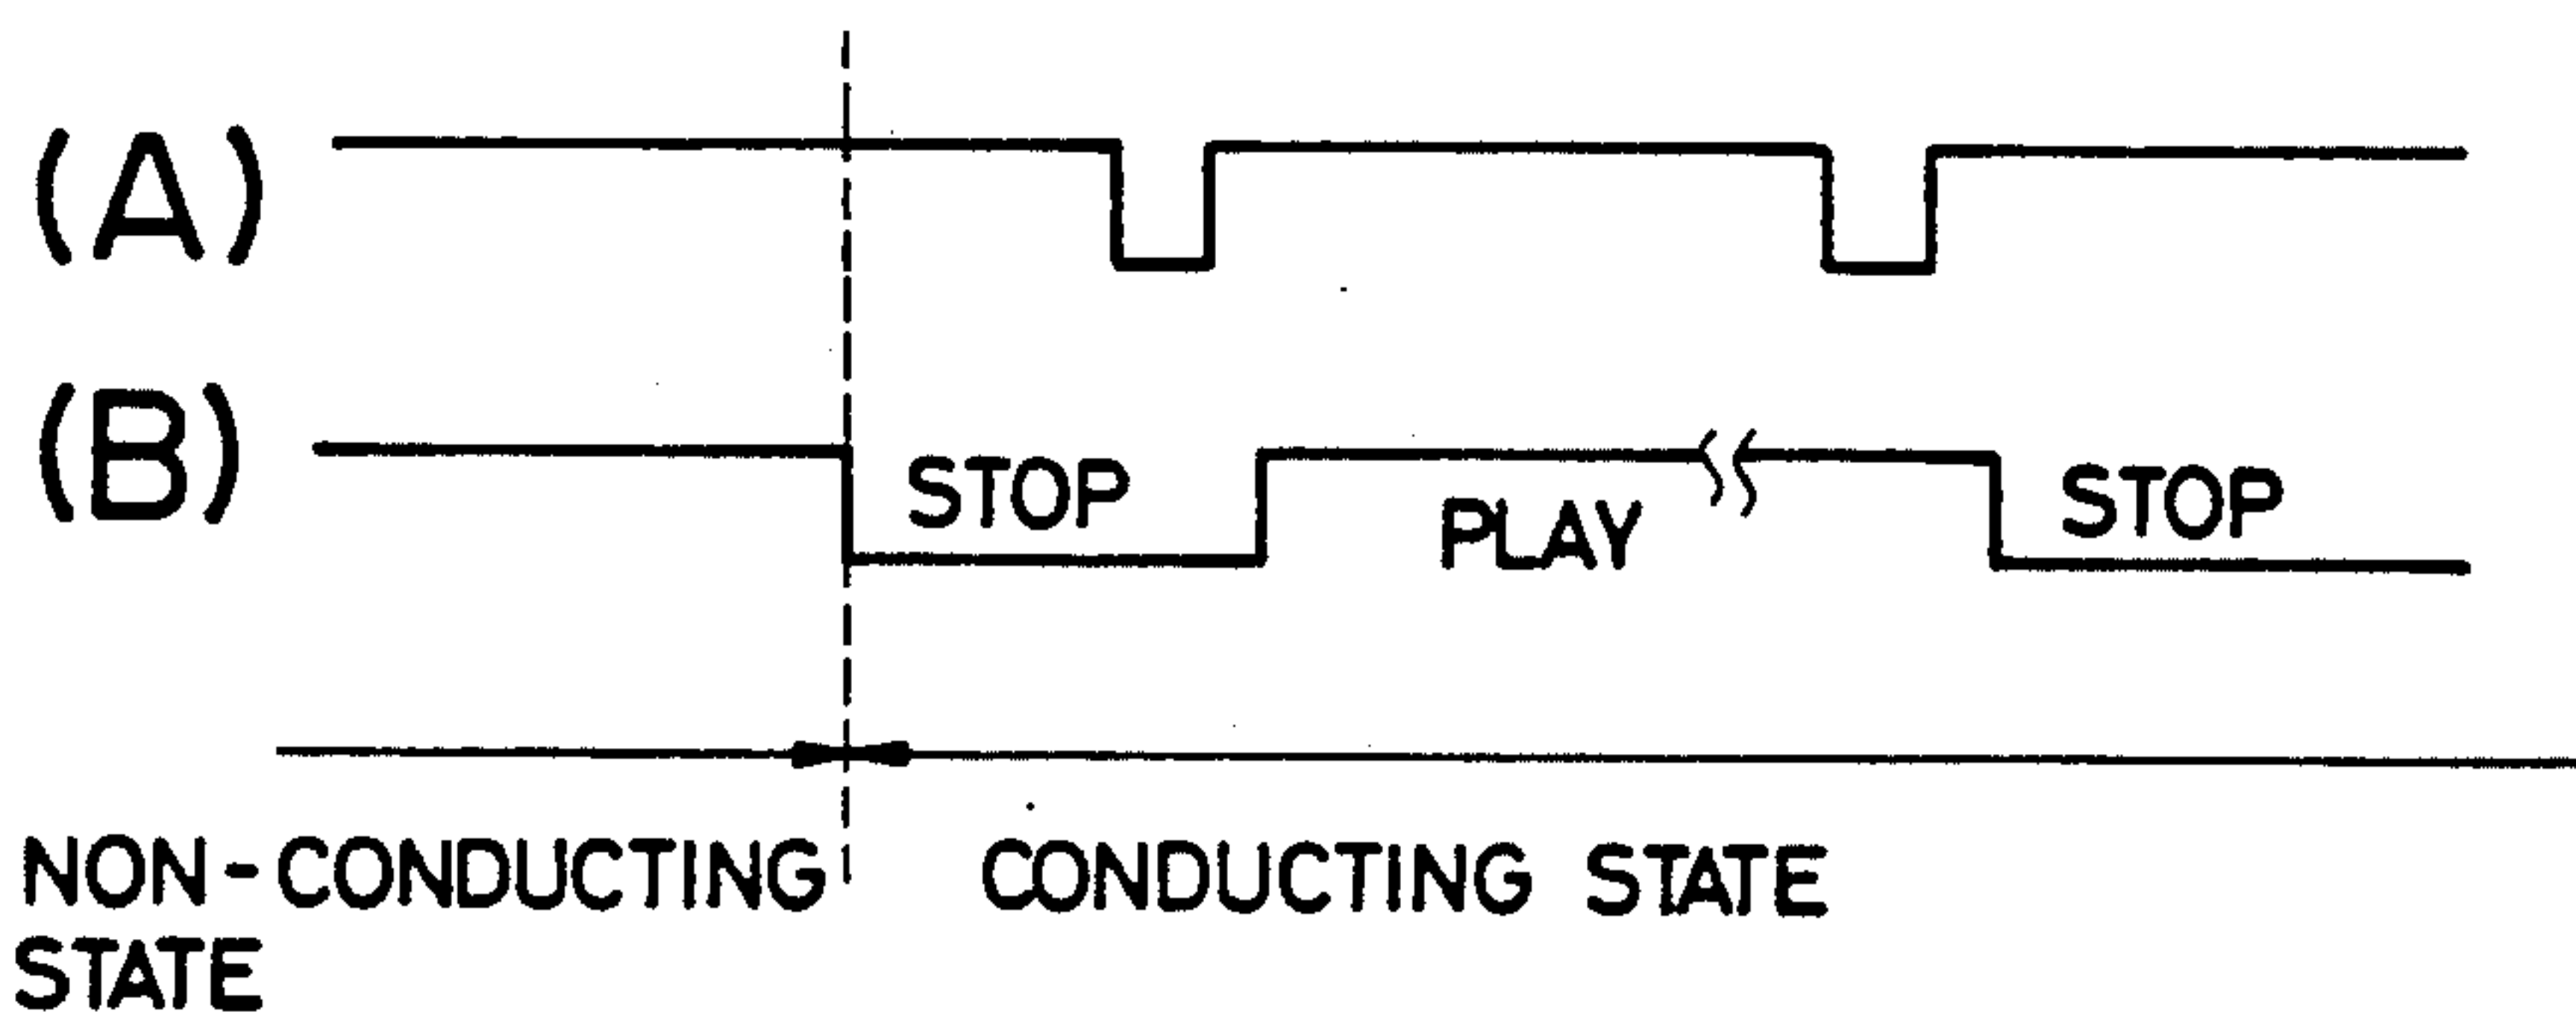 (A)
(B)
STOP
PLAY
STOP
NON-CONDUCTING
STATE
CONDUCTING STATE